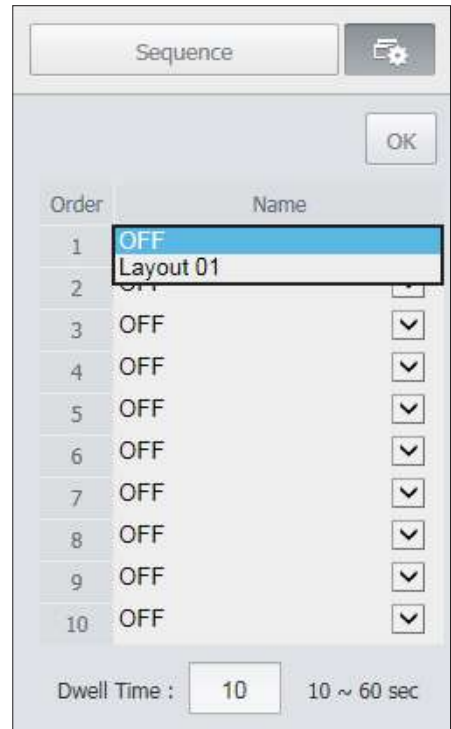 Sequence
OK
Order Name
1 OFF
Layout 01
2 OFF
3 OFF
4 OFF
5 OFF
6 OFF
7 OFF
8 OFF
9 OFF
10 OFF
Dwell Time : 10 10 ~ 60 sec